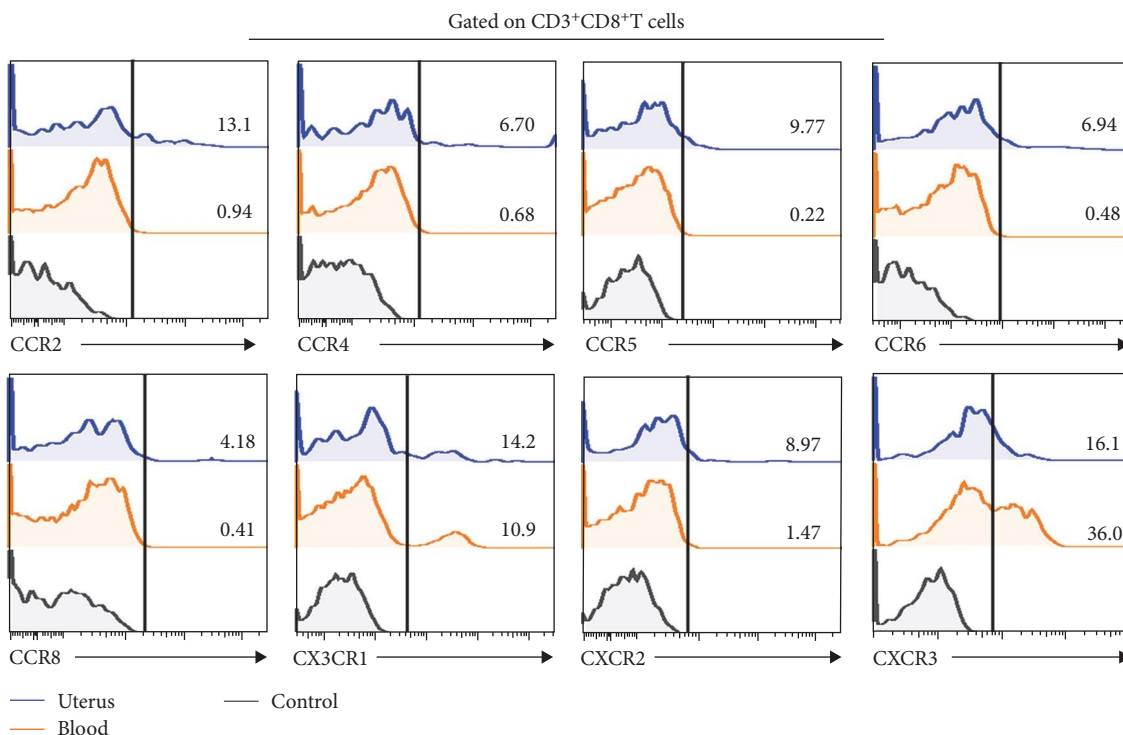 Gated on CD3⁺CD8⁺T cells
13.1
0.94
CCR2
6.70
0.68
CCR4
9.77
0.22
CCR5
6.94
0.48
CCR6
4.18
0.41
CCR8
14.2
10.9
CX3CR1
8.97
1.47
CXCR2
16.1
36.0
CXCR3
Uterus
Blood
Control